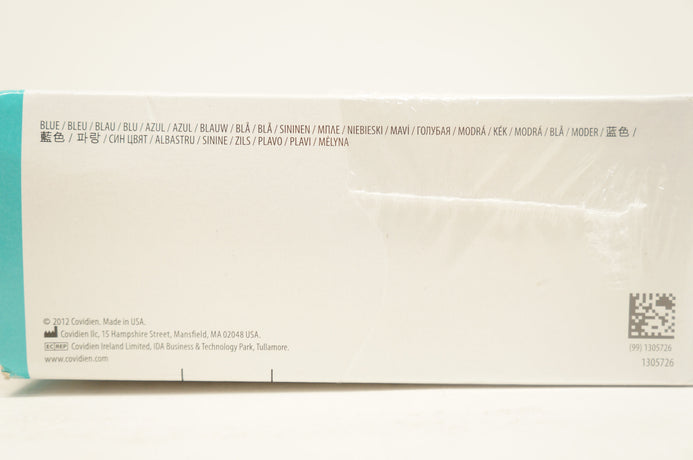 BLUE / BLEU / BLAU / BLU / AZUL / AZUL / BLAUW / BLÅ / BLÅ / SININEN / ΜΠΛΕ / NIEBIESKI / MAVİ / ГОЛУБАЯ / MODRÁ / KÉK / MODRÁ / BLÅ / MODER / 蓝色 /
藍色 / 파랑 / СИН ЦВЯТ / ALBASTRU / SININE / ZILS / PLAVO / PLAVI / MĖLYNA
© 2012 Covidien. Made in USA.
Covidien llc, 15 Hampshire Street, Mansfield, MA 02048 USA.
EC REP Covidien Ireland Limited, IDA Business & Technology Park, Tullamore.
www.covidien.com
(99) 1305726
1305726